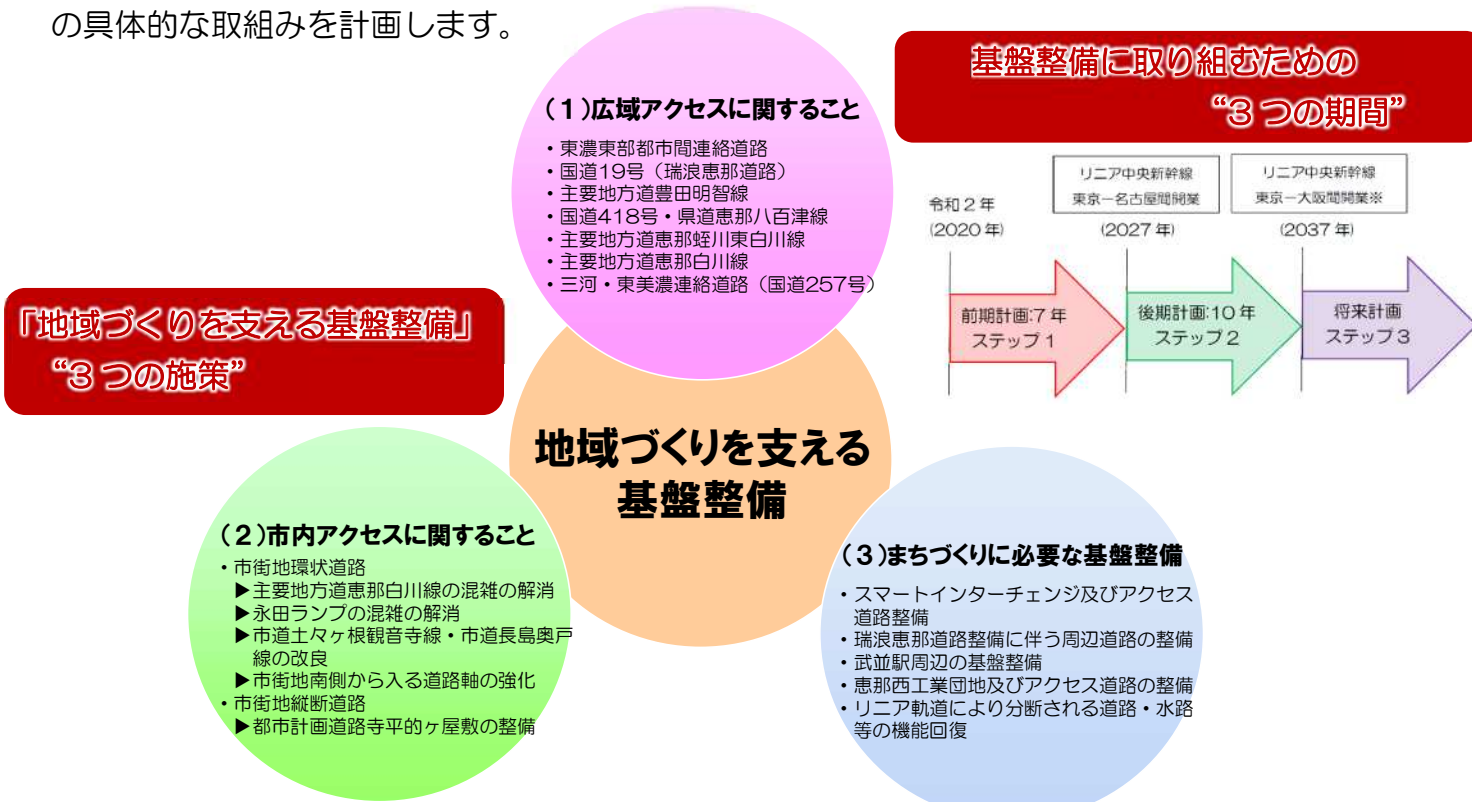 の具体的な取組みを計画します。
(1)広域アクセスに関すること
・東濃東部都市間連絡道路
・国道19号(瑞浪恵那道路)
・主要地方道豊田明智線
・国道418号・県道恵那八百津線
・主要地方道恵那蛭川東白川線
・主要地方道恵那白川線
・三河・東美濃連絡道路(国道257号)
基盤整備に取り組むための
“3つの期間”
令和2年
(2020年)
リニア中央新幹線
東京ー名古屋間開業
(2027年)
リニア中央新幹線
東京ー大阪間開業※
(2037年)
前期計画:7年
ステップ1
後期計画:10年
ステップ2
将来計画
ステップ3
「地域づくりを支える基盤整備」
“3つの施策”
地域づくりを支える
基盤整備
(2)市内アクセスに関すること
・市街地環状道路
▶主要地方道恵那白川線の混雑の解消
▶永田ランプの混雑の解消
▶市道土々ヶ根観音寺線・市道長島奥戸
線の改良
▶市街地南側から入る道路軸の強化
・市街地縦断道路
▶都市計画道路寺平的ヶ屋敷の整備
(3)まちづくりに必要な基盤整備
・スマートインターチェンジ及びアクセス
道路整備
・瑞浪恵那道路整備に伴う周辺道路の整備
・武並駅周辺の基盤整備
・恵那西工業団地及びアクセス道路の整備
・リニア軌道により分断される道路・水路
等の機能回復